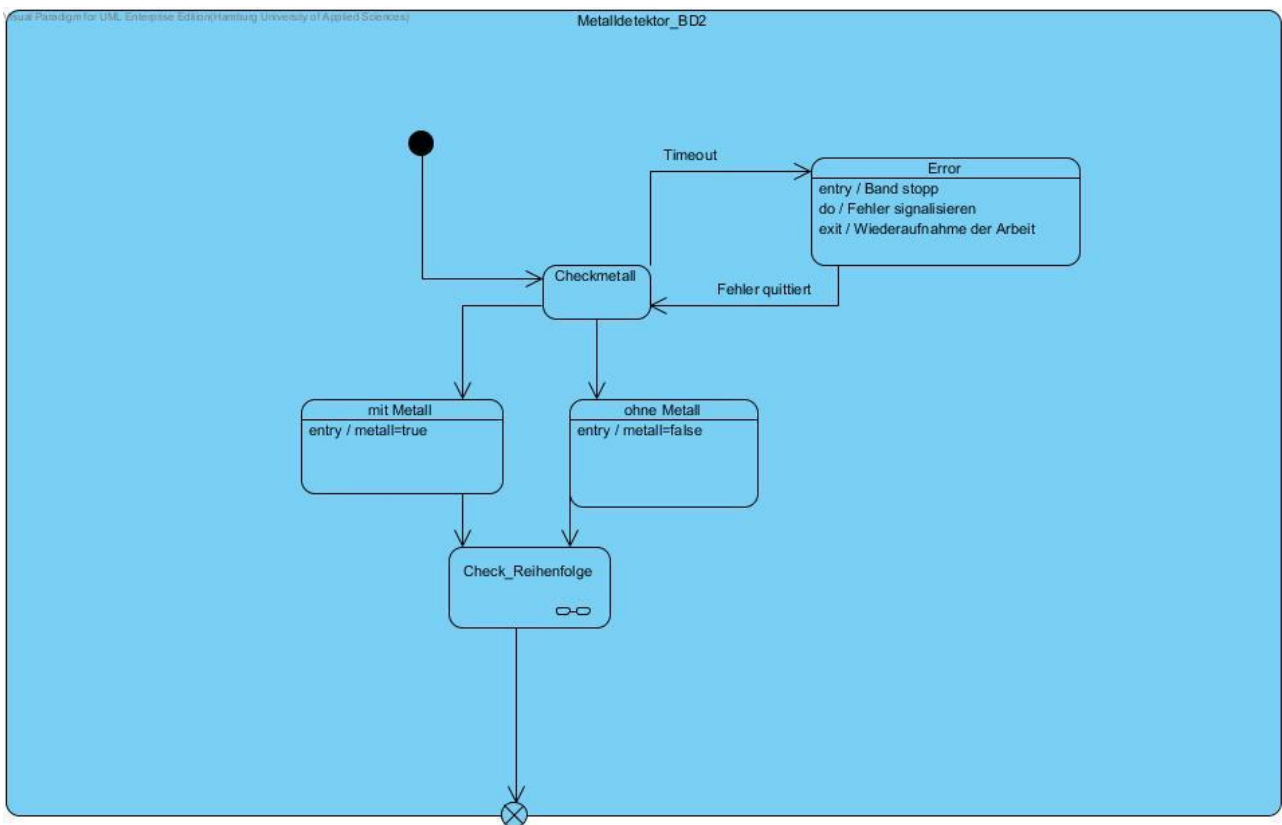 Visual Paradigm for UML Enterprise Edition(Hamburg University of Applied Sciences)
Metalldetektor_BD2
Timeout
Error
entry / Band stopp
do / Fehler signalisieren
exit / Wiederaufnahme der Arbeit
Checkmetall
Fehler quittiert
mit Metall
entry / metall=true
ohne Metall
entry / metall=false
Check_Reihenfolge